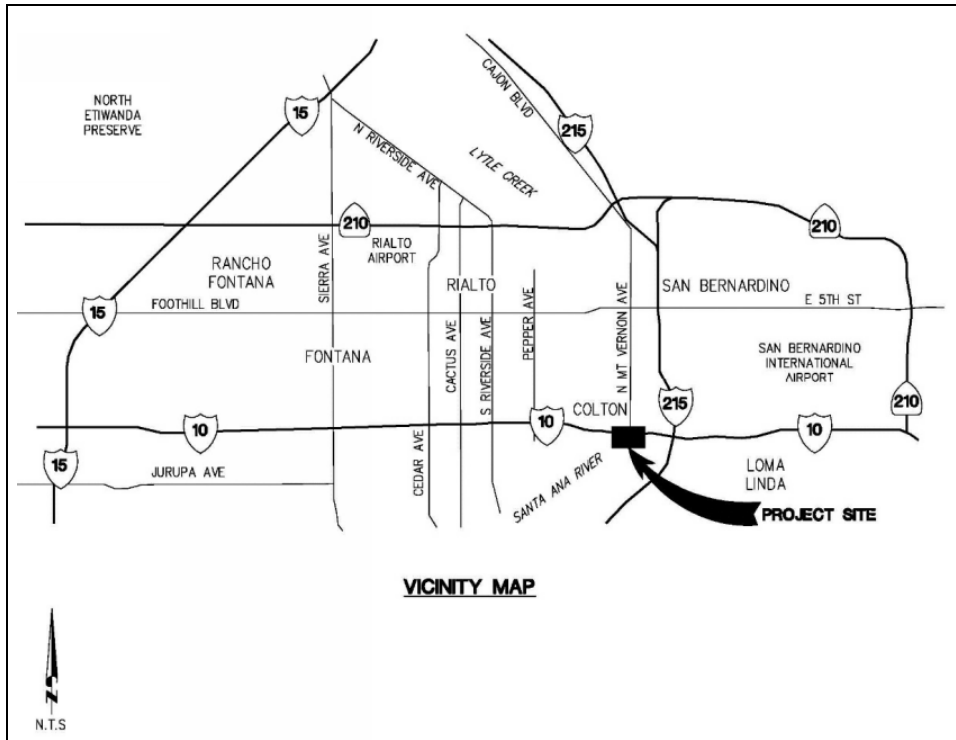 NORTH
ETIWANDA
PRESERVE
15
N RIVERSIDE AVE
LYTLE CREEK
CAJON BLVD
215
210
RIALTO
AIRPORT
210
RANCHO
FONTANA
SIERRA AVE
RIALTO
SAN BERNARDINO
15
FOOTHILL BLVD
E 5TH ST
FONTANA
CACTUS AVE
S RIVERSIDE AVE
PEPPER AVE
N MT VERNON AVE
SAN BERNARDINO
INTERNATIONAL
AIRPORT
COLTON
215
210
10
10
10
15
JURUPA AVE
CEDAR AVE
SANTA ANA RIVER
LOMA
LINDA
PROJECT SITE
VICINITY MAP
N
N.T.S